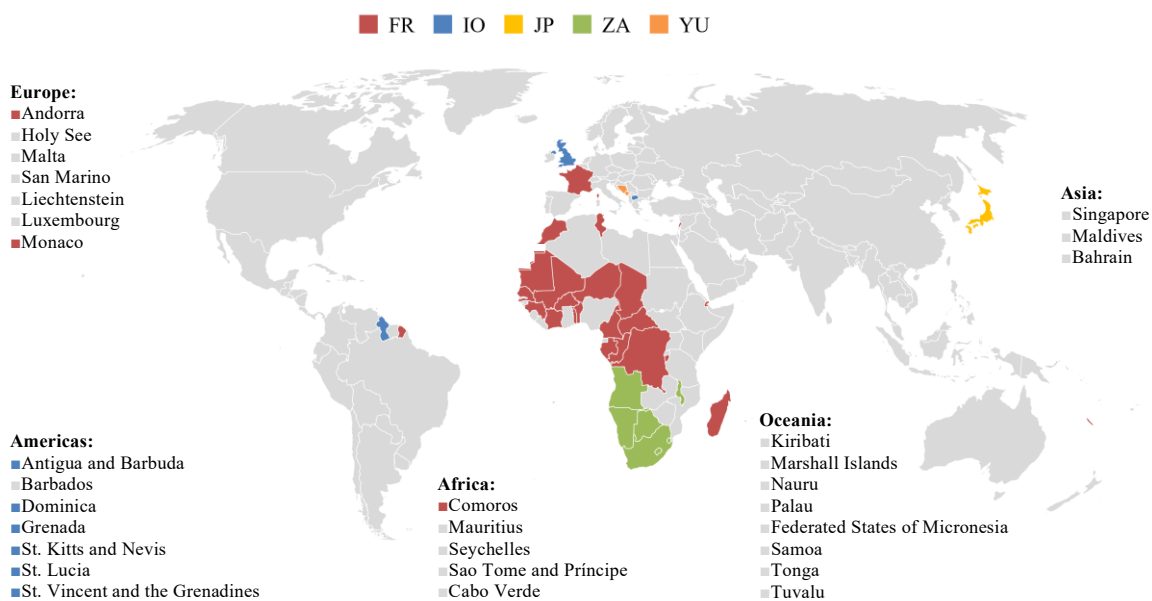 FR IO JP ZA YU
Europe:
Andorra
Holy See
Malta
San Marino
Liechtenstein
Luxembourg
Monaco
Asia:
Singapore
Maldives
Bahrain
Americas:
Antigua and Barbuda
Barbados
Dominica
Grenada
St. Kitts and Nevis
St. Lucia
St. Vincent and the Grenadines
Africa:
Comoros
Mauritius
Seychelles
Sao Tome and Príncipe
Cabo Verde
Oceania:
Kiribati
Marshall Islands
Nauru
Palau
Federated States of Micronesia
Samoa
Tonga
Tuvalu